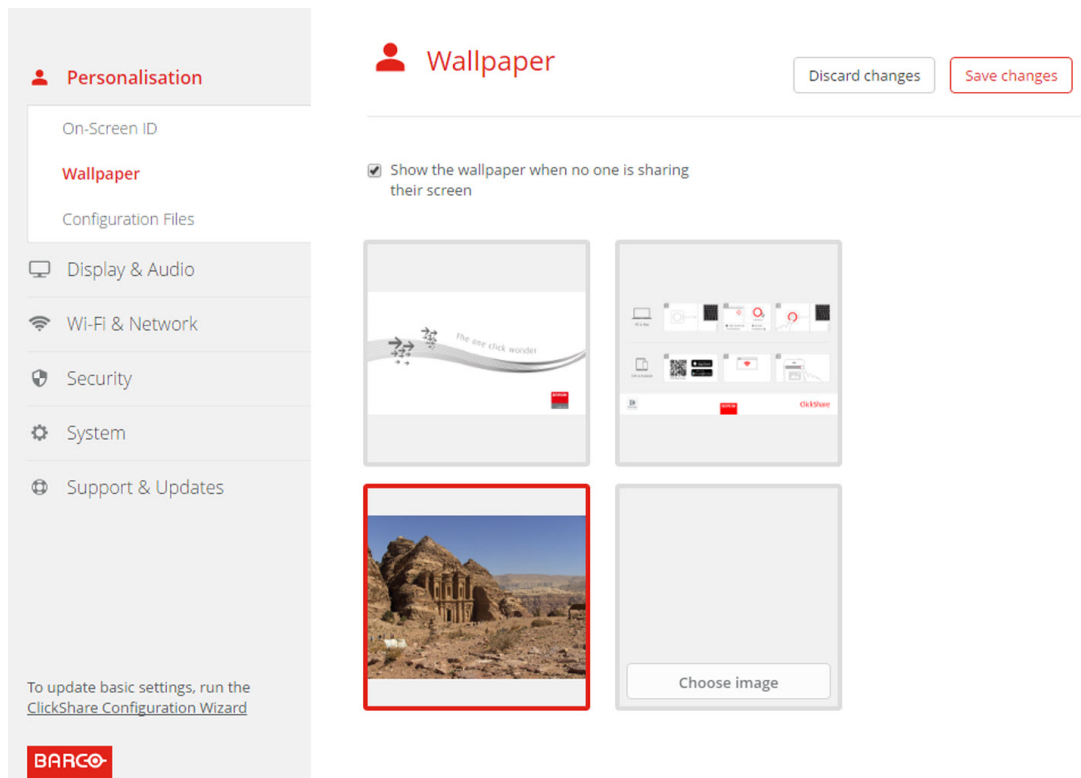 Personalisation
On-Screen ID
Wallpaper
Configuration Files
Display & Audio
Wi-Fi & Network
Security
System
Support & Updates
To update basic settings, run the
ClickShare Configuration Wizard
BARCO
Wallpaper
Discard changes
Save changes
Show the wallpaper when no one is sharing
their screen
The one click wonder
BARCO
ClickShare
Choose image